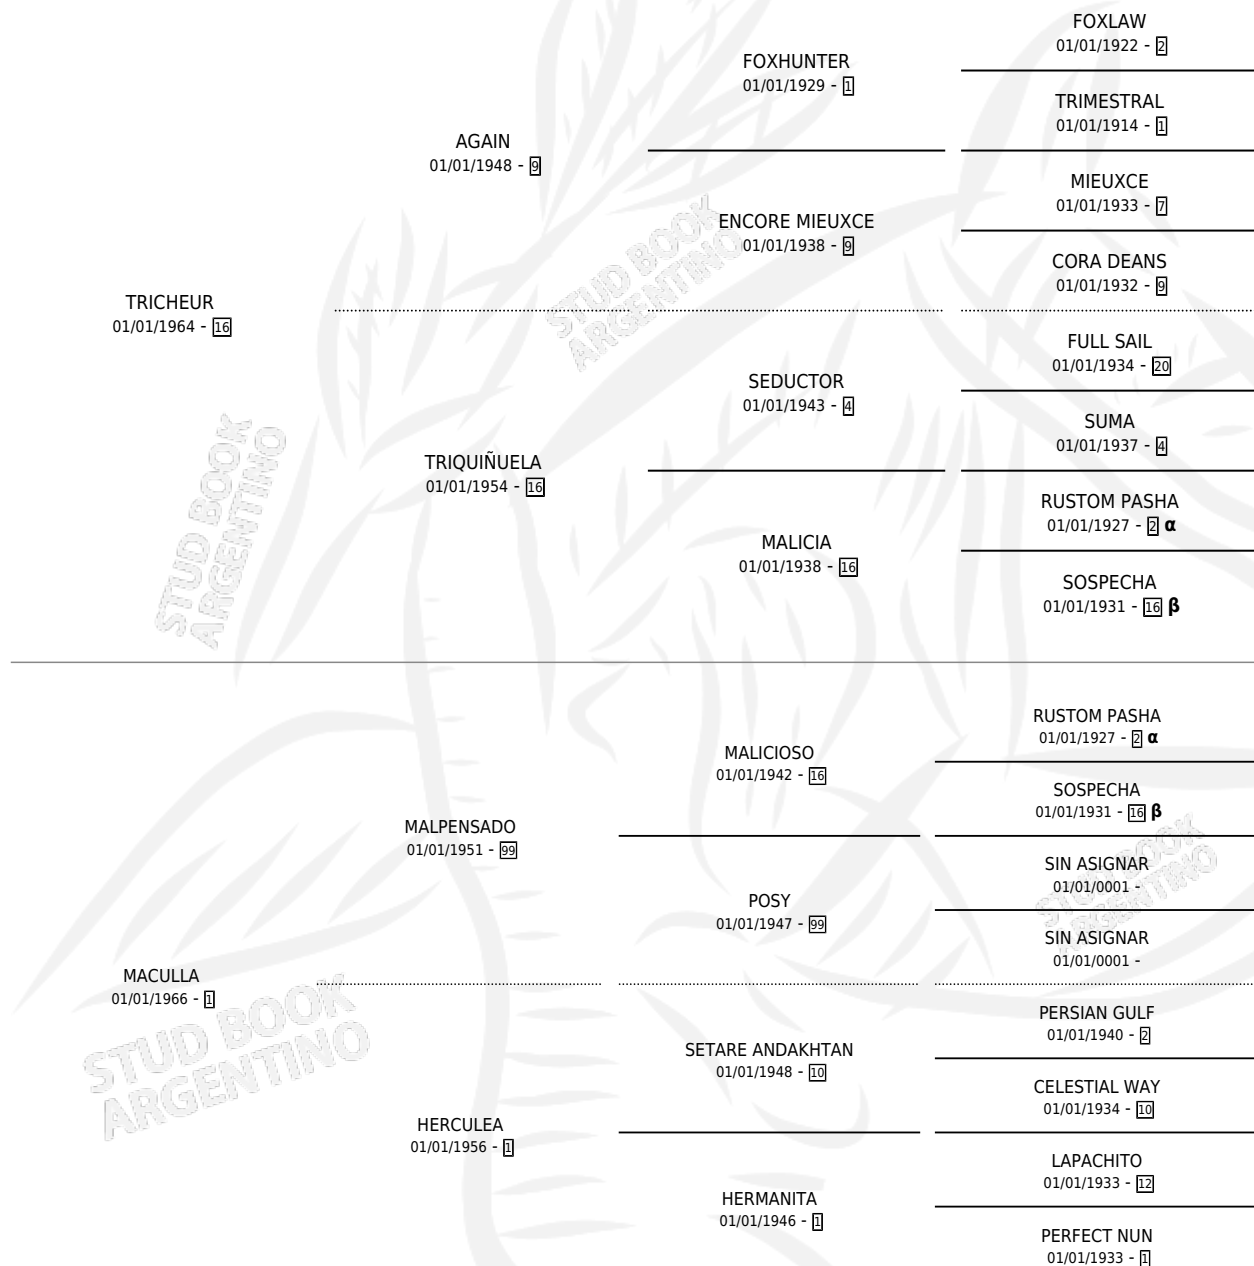 FOXLAW
01/01/1922 - 2
FOXHUNTER
01/01/1929 - 1
TRIMESTRAL
01/01/1914 - 1
AGAIN
01/01/1948 - 9
MIEUXCE
01/01/1933 - 7
ENCORE MIEUXCE
01/01/1938 - 9
CORA DEANS
01/01/1932 - 9
TRICHEUR
01/01/1964 - 16
FULL SAIL
01/01/1934 - 20
SEDUCTOR
01/01/1943 - 4
SUMA
01/01/1937 - 4
TRIQUIÑUELA
01/01/1954 - 16
RUSTOM PASHA
01/01/1927 - 2 α
MALICIA
01/01/1938 - 16
SOSPECHA
01/01/1931 - 16 β
RUSTOM PASHA
01/01/1927 - 2 α
MALICIOSO
01/01/1942 - 16
SOSPECHA
01/01/1931 - 16 β
MALPENSADO
01/01/1951 - 99
SIN ASIGNAR
01/01/0001 -
POSY
01/01/1947 - 99
SIN ASIGNAR
01/01/0001 -
MACULLA
01/01/1966 - 1
PERSIAN GULF
01/01/1940 - 2
SETARE ANDAKHTAN
01/01/1948 - 10
CELESTIAL WAY
01/01/1934 - 10
HERCULEA
01/01/1956 - 1
LAPACHITO
01/01/1933 - 12
HERMANITA
01/01/1946 - 1
PERFECT NUN
01/01/1933 - 1
STUD BOOK
ARGENTINO
STUD BOOK
ARGENTINO
STUD BOOK
ARGENTINO
STUD BOOK
ARGENTINO